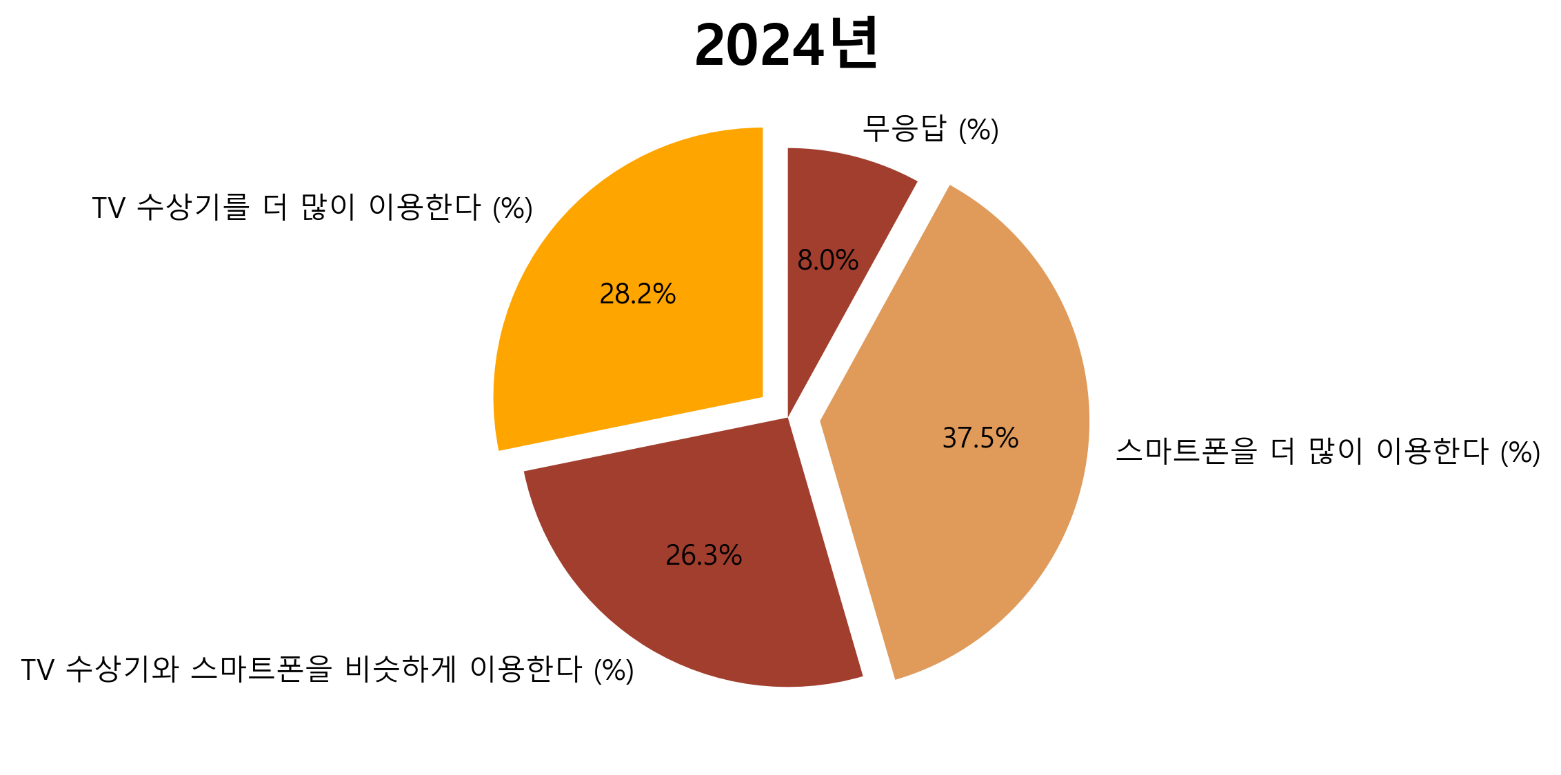 2024년
무응답 (%)
TV 수상기를 더 많이 이용한다 (%)
8.0%
28.2%
37.5%
스마트폰을 더 많이 이용한다 (%)
26.3%
TV 수상기와 스마트폰을 비슷하게 이용한다 (%)